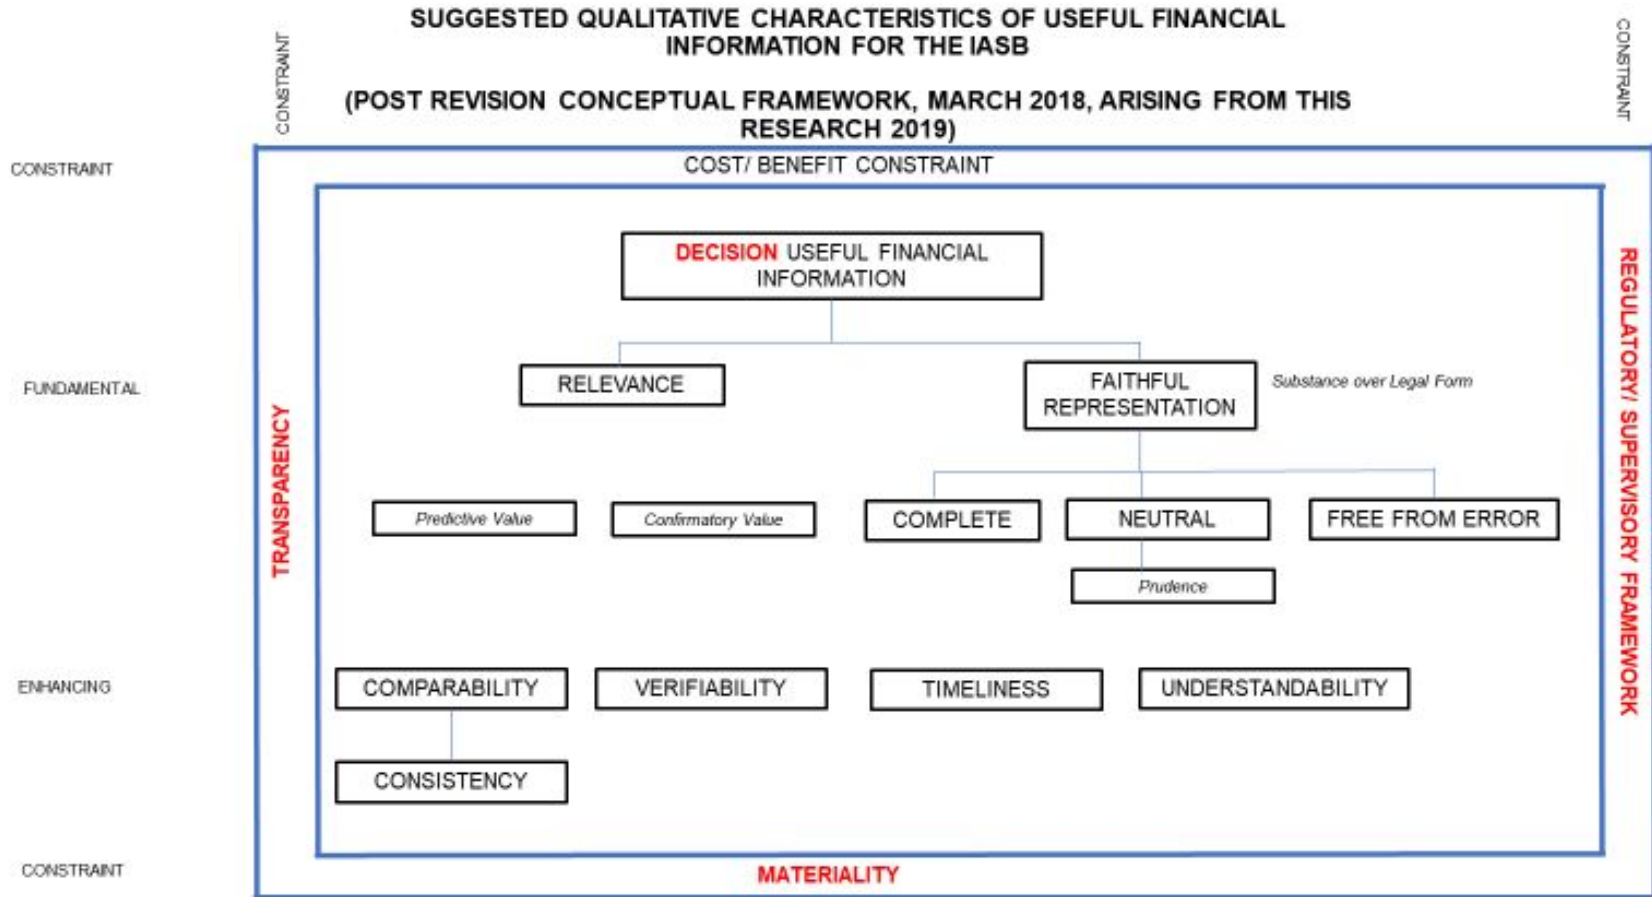 SUGGESTED QUALITATIVE CHARACTERISTICS OF USEFUL FINANCIAL
INFORMATION FOR THE IASB
(POST REVISION CONCEPTUAL FRAMEWORK, MARCH 2018, ARISING FROM THIS
RESEARCH 2019)
CONSTRAINT
CONSTRAINT
CONSTRAINT
COST/ BENEFIT CONSTRAINT
DECISION USEFUL FINANCIAL
INFORMATION
FUNDAMENTAL
RELEVANCE
FAITHFUL
REPRESENTATION
Substance over Legal Form
TRANSPARENCY
REGULATORY/ SUPERVISORY FRAMEWORK
Predictive Value
Confirmatory Value
COMPLETE
NEUTRAL
FREE FROM ERROR
Prudence
ENHANCING
COMPARABILITY
VERIFIABILITY
TIMELINESS
UNDERSTANDABILITY
CONSISTENCY
CONSTRAINT
MATERIALITY